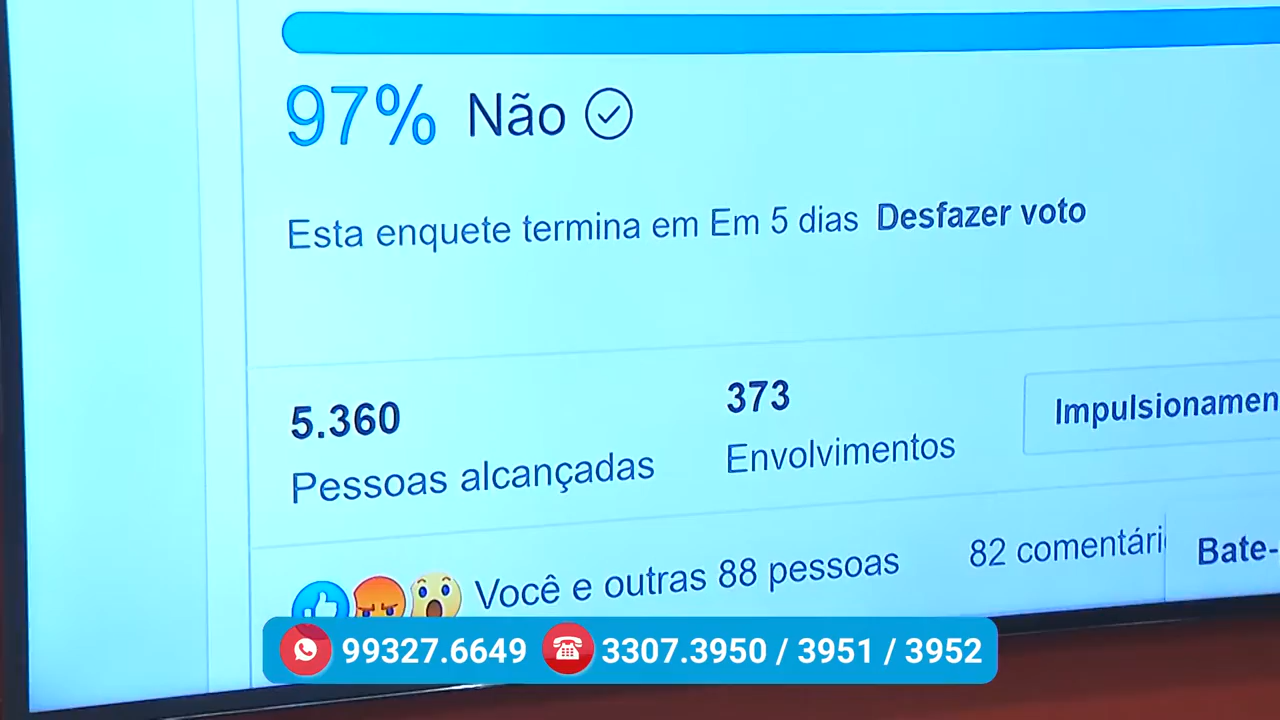 97% Não
Esta enquete termina em Em 5 dias Desfazer voto
5.360
Pessoas alcançadas
373
Envolvimentos
Impulsionamen
Você e outras 88 pessoas
82 comentári
Bate-
99327.6649 3307.3950 / 3951 / 3952